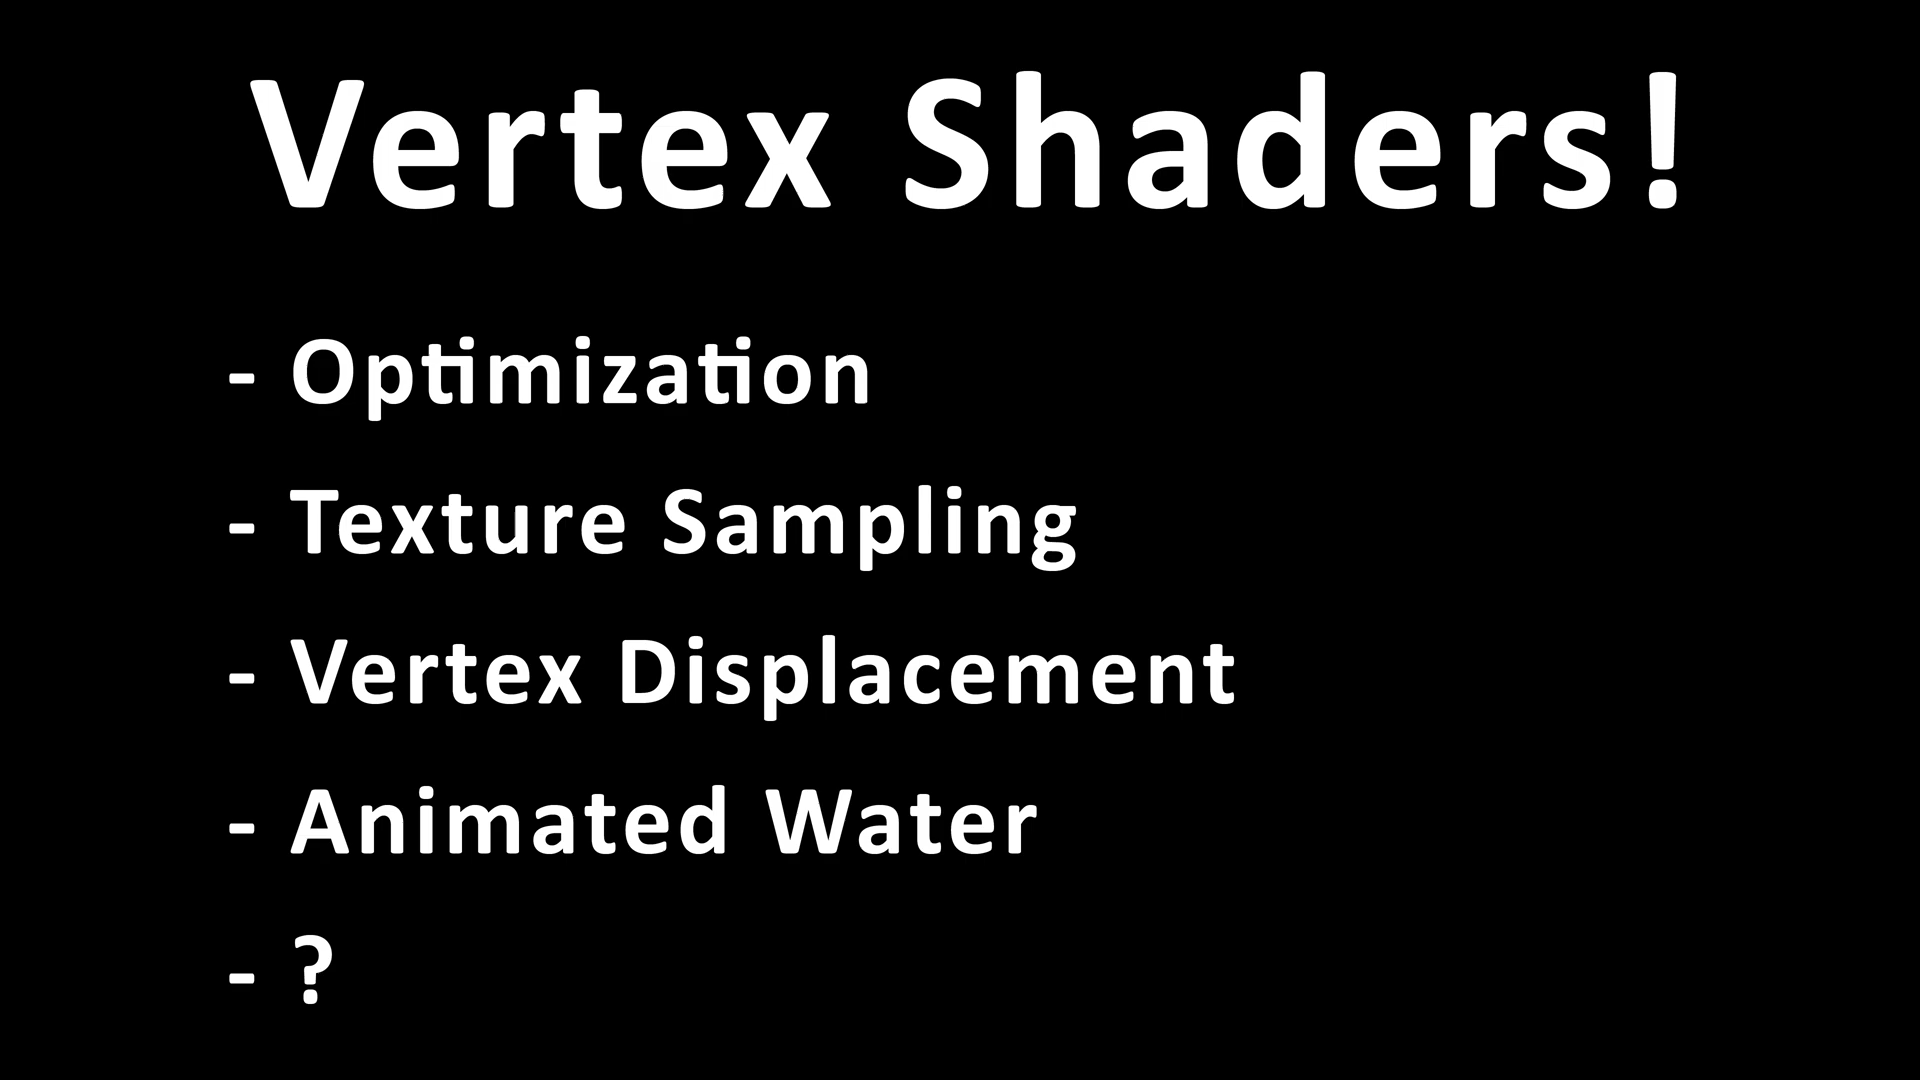 Vertex Shaders!
- Optimization
- Texture Sampling
- Vertex Displacement
- Animated Water
- ?